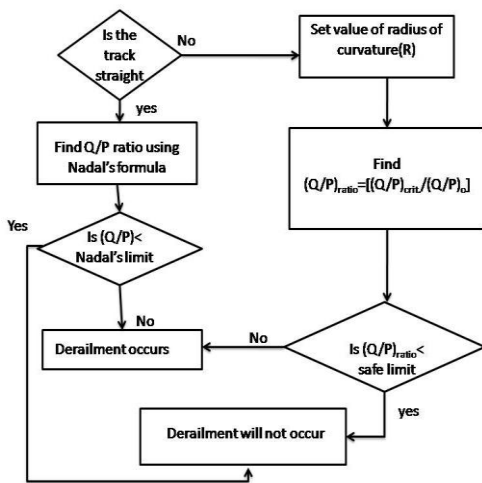 Is the
track
straight
No
Set value of radius of
curvature(R)
yes
Find Q/P ratio using
Nadal's formula
Find
(Q/P)ratio=[(Q/P)crit/(Q/P)o]
Yes
Is (Q/P)<
Nadal's limit
No
Derailment occurs
No
Is (Q/P)ratio<
safe limit
yes
Derailment will not occur